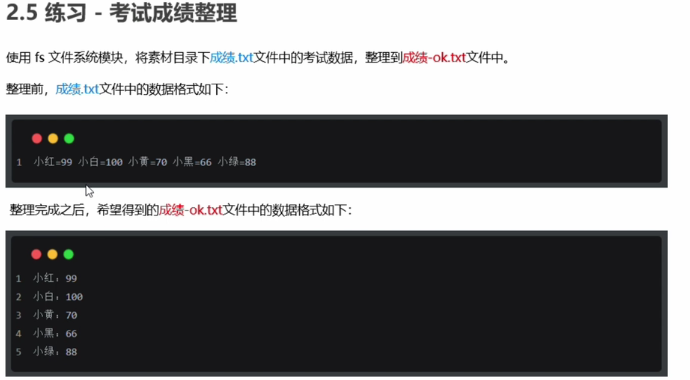 2.5 练习 - 考试成绩整理
使用 fs 文件系统模块，将素材目录下成绩.txt文件中的考试数据，整理到成绩-ok.txt文件中。
整理前，成绩.txt文件中的数据格式如下：
1 小红=99 小白=100 小黄=70 小黑=66 小绿=88
整理完成之后，希望得到的成绩-ok.txt文件中的数据格式如下：
1 小红：99
2 小白：100
3 小黄：70
4 小黑：66
5 小绿：88